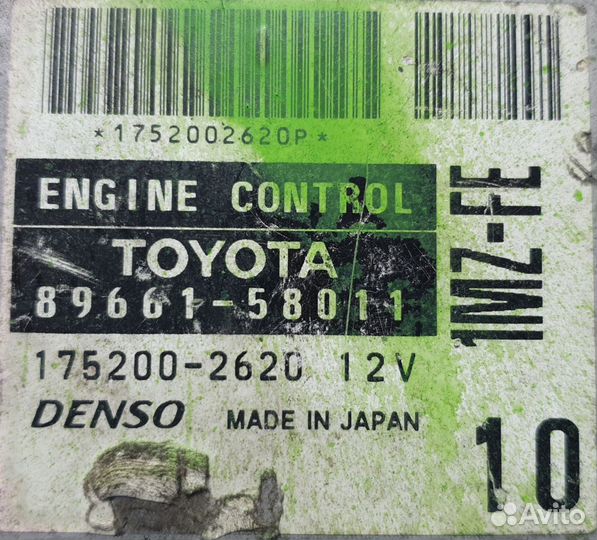 *1752002620P*
ENGINE CONTROL
TOYOTA
89661-58011
1MZ-FE
175200-2620 12V
DENSO MADE IN JAPAN
10
Avito